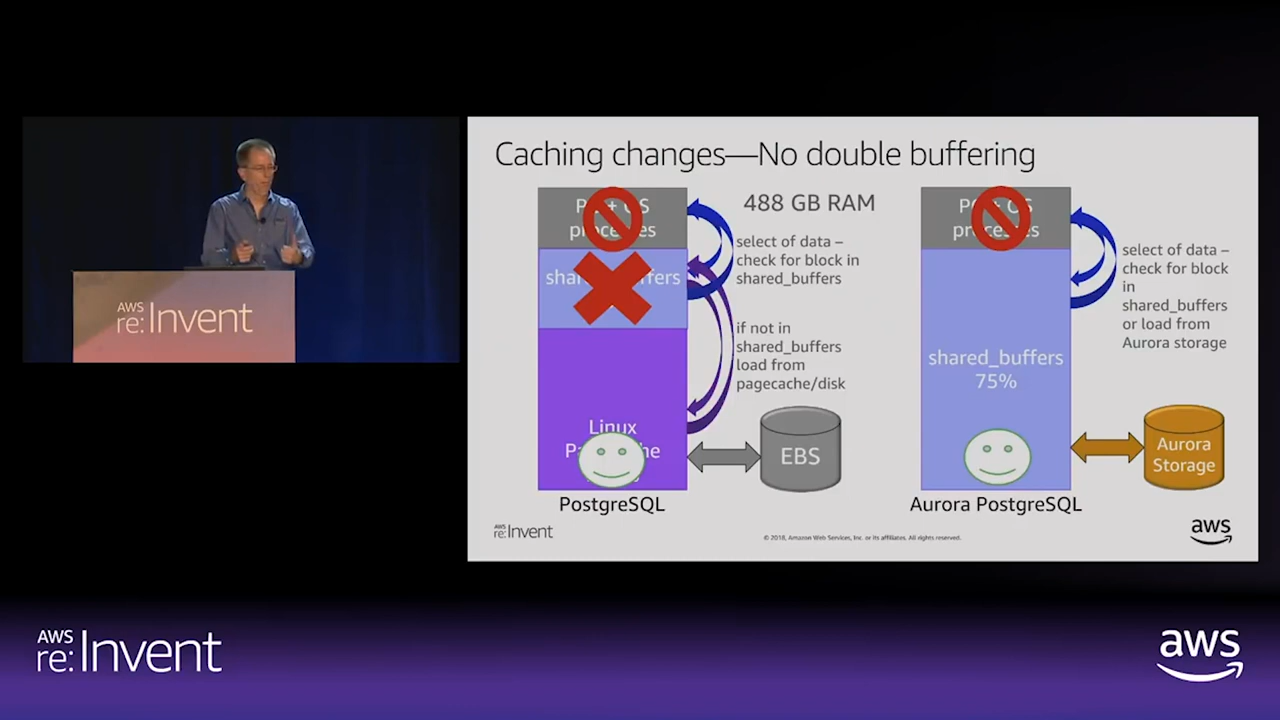 Caching changes—No double buffering
488 GB RAM
select of data –
check for block in
shared_buffers
if not in
shared_buffers
load from
pagecache/disk
Linux
EBS
PostgreSQL
select of data –
check for block
in
shared_buffers
or load from
Aurora storage
shared_buffers
75%
Aurora
Storage
Aurora PostgreSQL
AWS
re:Invent
© 2018, Amazon Web Services, Inc. or its affiliates. All rights reserved.
aws
AWS
re:Invent
AWS
re:Invent
aws